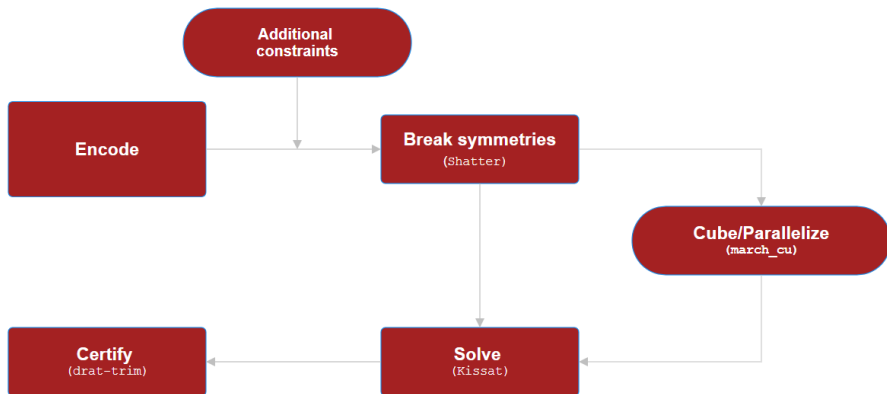 Additional
constraints
Encode
Break symmetries
(Shatter)
Cube/Parallelize
(march_cu)
Certify
(drat-trim)
Solve
(Kissat)